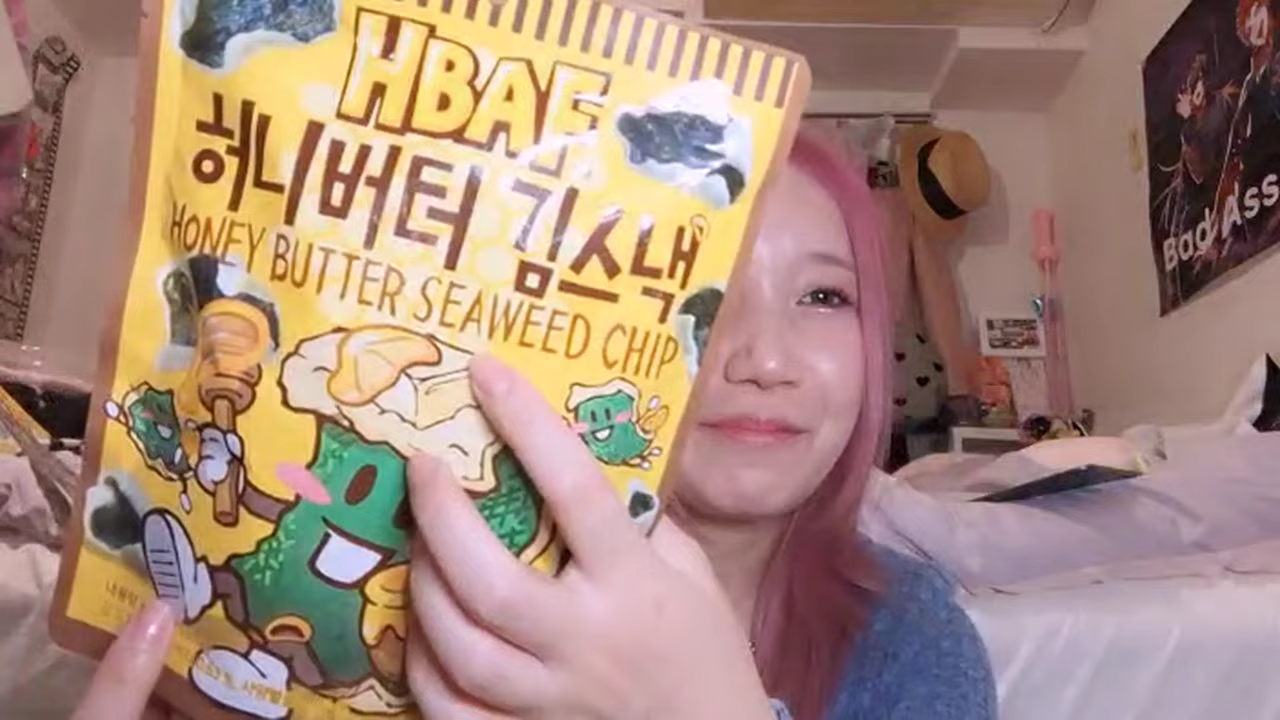 HBAF
허니버터 김스낵
HONEY BUTTER SEAWEED CHIP
Bad Ass